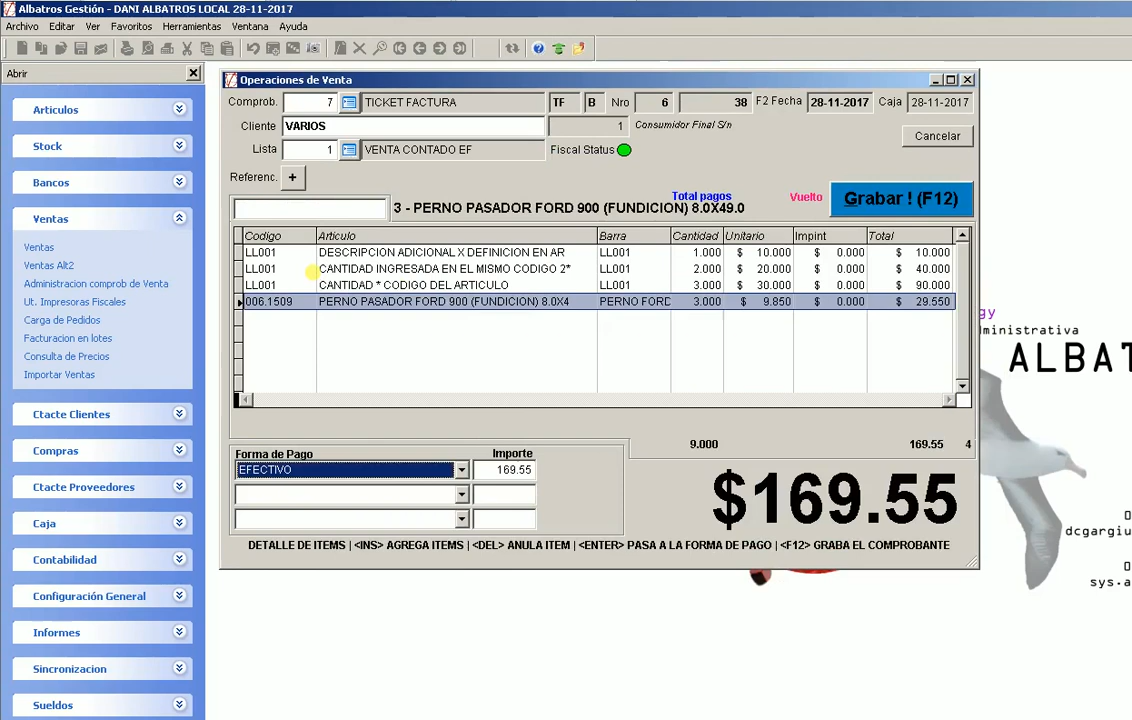 Albatros Gestión - DANI ALBATROS LOCAL 28-11-2017
Archivo Editar Ver Favoritos Herramientas Ventana Ayuda
Abrir
Articulos
Stock
Bancos
Ventas
Ventas
Ventas Alt2
Administracion comprob de Venta
Ut. Impresoras Fiscales
Carga de Pedidos
Facturacion en lotes
Consulta de Precios
Importar Ventas
Ctacte Clientes
Compras
Ctacte Proveedores
Caja
Contabilidad
Configuración General
Informes
Sincronizacion
Sueldos
Operaciones de Venta
Comprob. 7 TICKET FACTURA TF B Nro 6 38 F2 Fecha 28-11-2017 Caja 28-11-2017
Cliente VARIOS 1 Consumidor Final S/n
Cancelar
Lista 1 VENTA CONTADO EF Fiscal Status
Referenc. +
Total pagos Vuelto Grabar ! (F12)
3 - PERNO PASADOR FORD 900 (FUNDICION) 8.0X49.0
Codigo Artículo Barra Cantidad Unitario Impint Total
LL001 DESCRIPCION ADICIONAL X DEFINICION EN AR LL001 1.000 $ 10.000 $ 0.000 $ 10.000
LL001 CANTIDAD INGRESADA EN EL MISMO CODIGO 2* LL001 2.000 $ 20.000 $ 0.000 $ 40.000
LL001 CANTIDAD * CODIGO DEL ARTICULO LL001 3.000 $ 30.000 $ 0.000 $ 90.000
006.1509 PERNO PASADOR FORD 900 (FUNDICION) 8.0X4 PERNO FORD 3.000 $ 9.850 $ 0.000 $ 29.550
9.000 169.55 4
Forma de Pago Importe
EFECTIVO 169.55
$169.55
DETALLE DE ITEMS | <INS> AGREGA ITEMS | <DEL> ANULA ITEM | <ENTER> PASA A LA FORMA DE PAGO | <F12> GRABA EL COMPROBANTE
gy
dministrativa
ALBAT
dcgargiu
sys.a